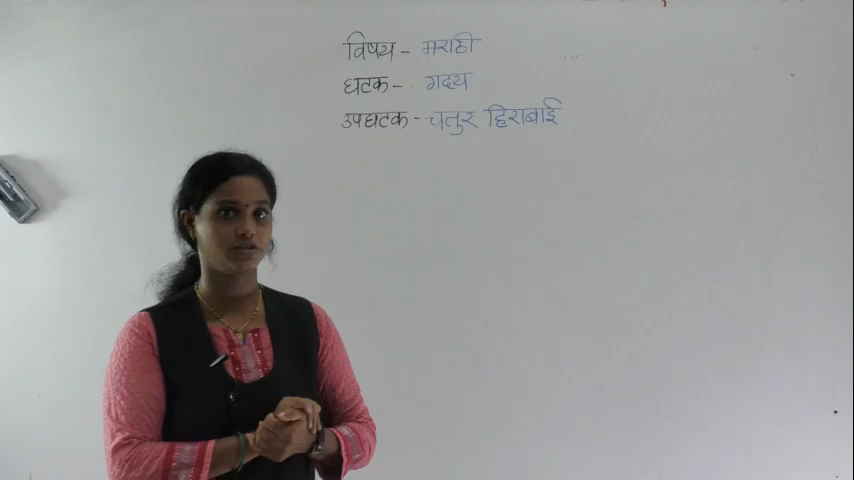 विषय - मराठी
घटक - गद्य
उपघटक - चतुर हिराबाई